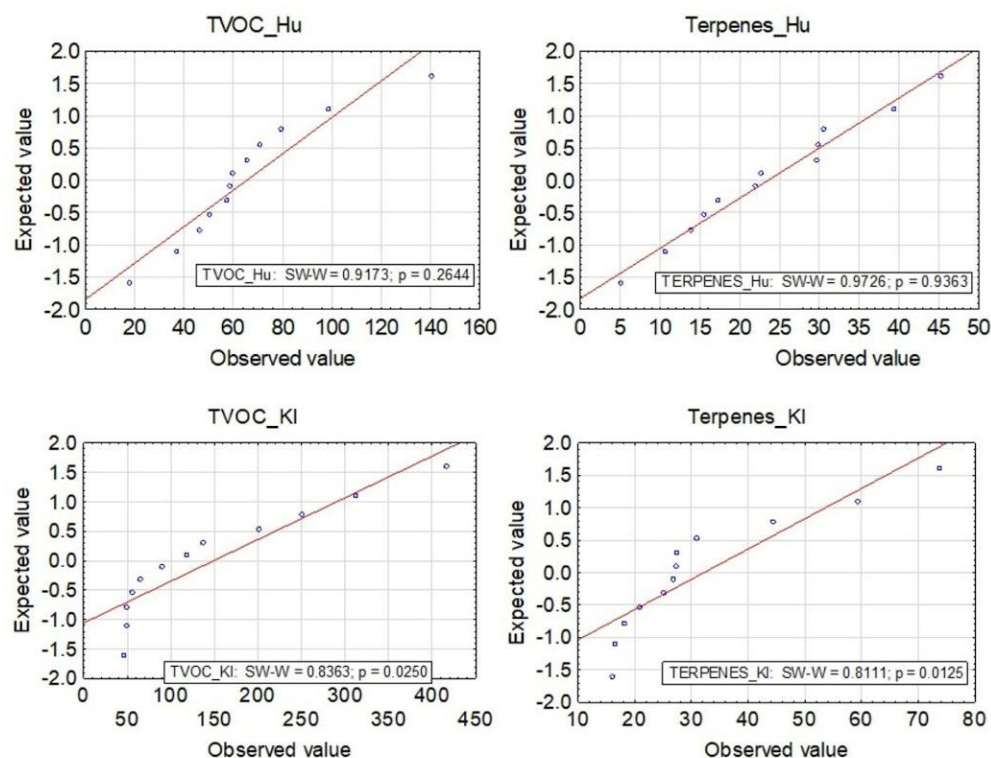 TVOC_Hu
2.0
1.5
1.0
0.5
0.0
-0.5
-1.0
-1.5
-2.0
Expected value
TVOC_Hu: SW-W = 0.9173; p = 0.2644
0 20 40 60 80 100 120 140 160
Observed value
Terpenes_Hu
2.0
1.5
1.0
0.5
0.0
-0.5
-1.0
-1.5
-2.0
Expected value
TERPENES_Hu: SW-W = 0.9726; p = 0.9363
0 5 10 15 20 25 30 35 40 45 50
Observed value
TVOC_KI
2.0
1.5
1.0
0.5
0.0
-0.5
-1.0
-1.5
-2.0
Expected value
TVOC_KI: SW-W = 0.8363; p = 0.0250
0 100 200 300 400
50 150 250 350 450
Observed value
Terpenes_KI
2.0
1.5
1.0
0.5
0.0
-0.5
-1.0
-1.5
-2.0
Expected value
TERPENES_KI: SW-W = 0.8111; p = 0.0125
10 20 30 40 50 60 70 80
Observed value